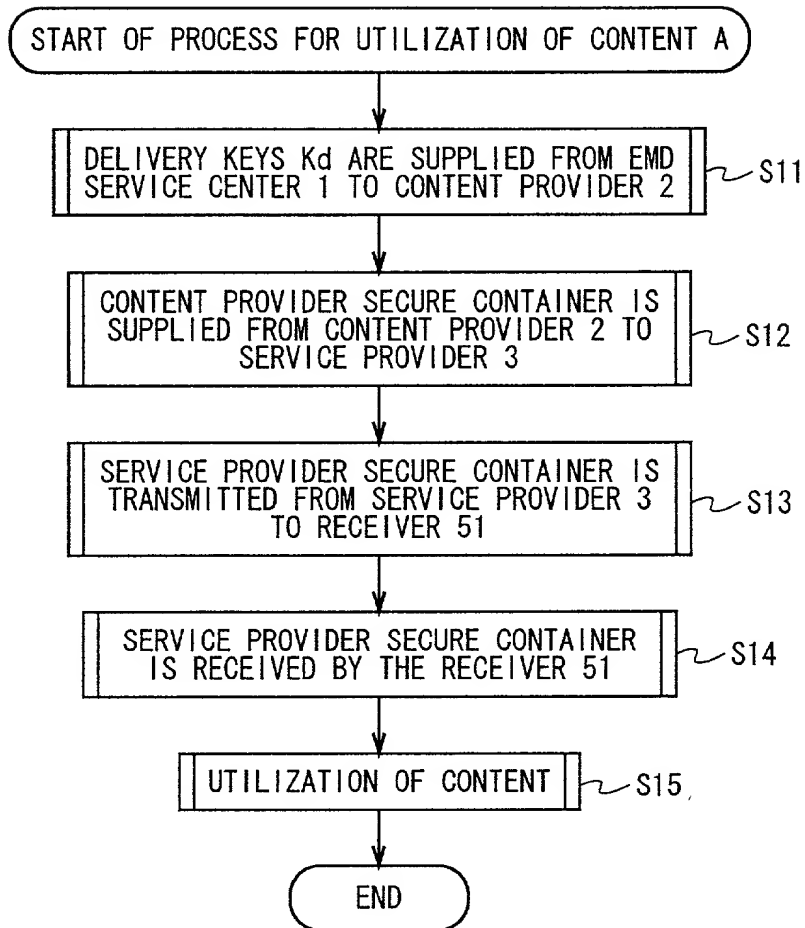 START OF PROCESS FOR UTILIZATION OF CONTENT A
DELIVERY KEYS Kd ARE SUPPLIED FROM EMD
SERVICE CENTER 1 TO CONTENT PROVIDER 2
S11
CONTENT PROVIDER SECURE CONTAINER IS
SUPPLIED FROM CONTENT PROVIDER 2 TO
SERVICE PROVIDER 3
S12
SERVICE PROVIDER SECURE CONTAINER IS
TRANSMITTED FROM SERVICE PROVIDER 3
TO RECEIVER 51
S13
SERVICE PROVIDER SECURE CONTAINER
IS RECEIVED BY THE RECEIVER 51
S14
UTILIZATION OF CONTENT
S15
END